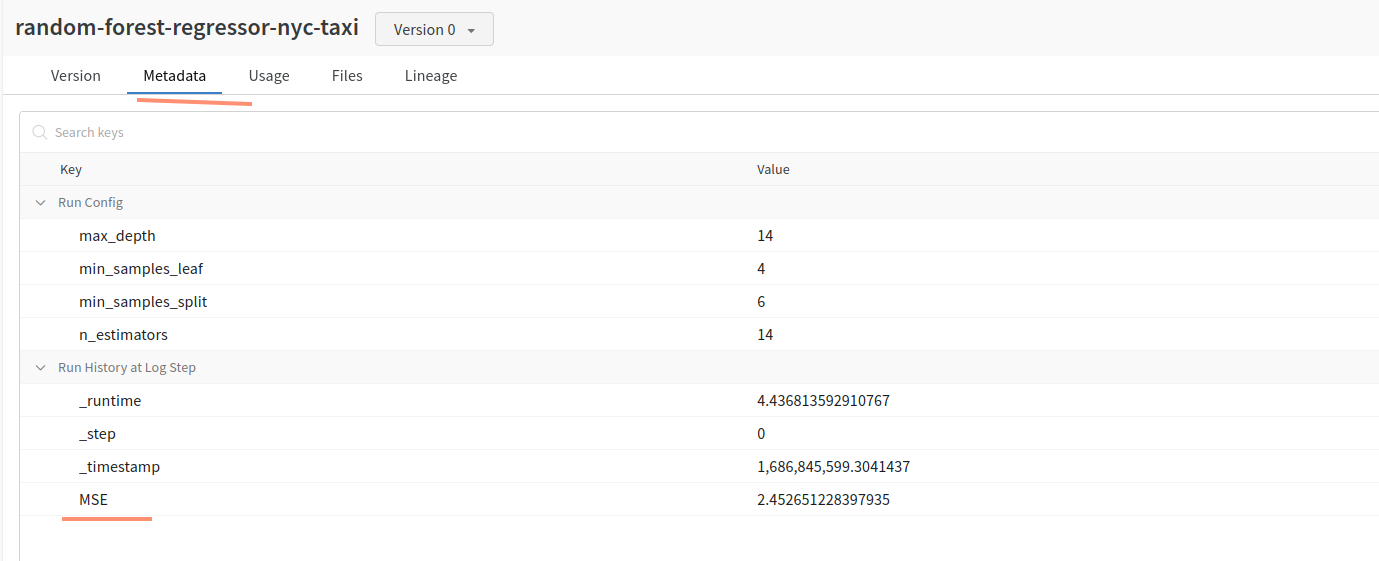 random-forest-regressor-nyc-taxi Version 0
Version Metadata Usage Files Lineage
Search keys
Key Value
Run Config
max_depth 14
min_samples_leaf 4
min_samples_split 6
n_estimators 14
Run History at Log Step
_runtime 4.436813592910767
_step 0
_timestamp 1,686,845,599.3041437
MSE 2.452651228397935